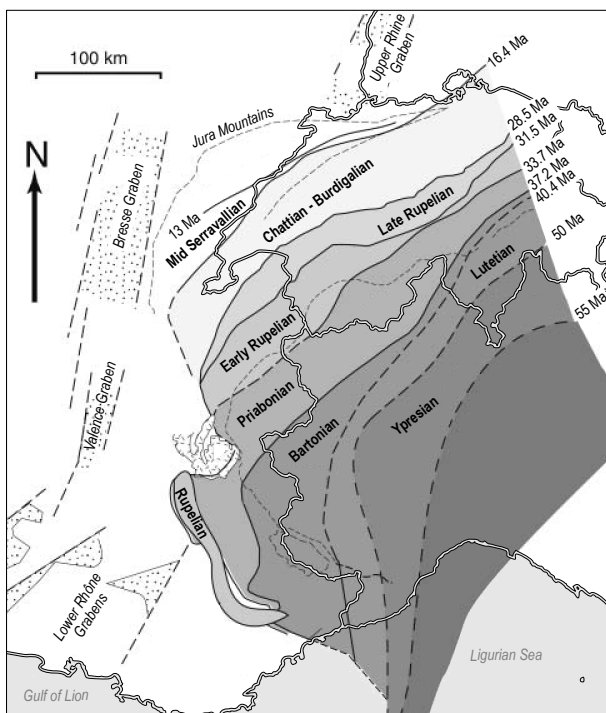 100 km
N
Upper Rhine
Graben
16.4 Ma
Jura Mountains
28.5 Ma
31.5 Ma
33.7 Ma
37.2 Ma
40.4 Ma
50 Ma
55 Ma
Bresse Graben
13 Ma
Mid Serravallian
Chattian - Burdigalian
Late Rupelian
Lutetian
Early Rupelian
Priabonian
Bartonian
Ypresian
Valence Graben
Rupelian
Lower Rhône
Grabens
Gulf of Lion
Ligurian Sea